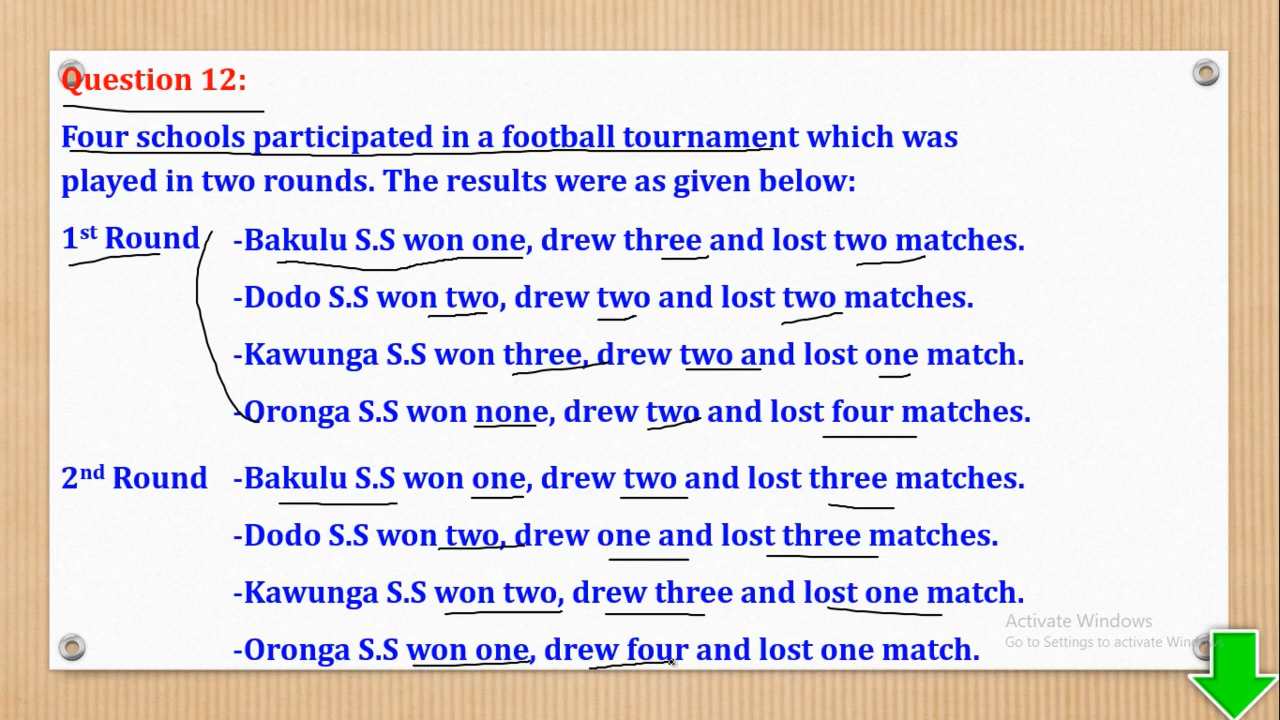 Question 12:
Four schools participated in a football tournament which was
played in two rounds. The results were as given below:
1st Round -Bakulu S.S won one, drew three and lost two matches.
-Dodo S.S won two, drew two and lost two matches.
-Kawunga S.S won three, drew two and lost one match.
-Oronga S.S won none, drew two and lost four matches.
2nd Round -Bakulu S.S won one, drew two and lost three matches.
-Dodo S.S won two, drew one and lost three matches.
-Kawunga S.S won two, drew three and lost one match.
Activate Windows
Go to Settings to activate Windows.
-Oronga S.S won one, drew four and lost one match.